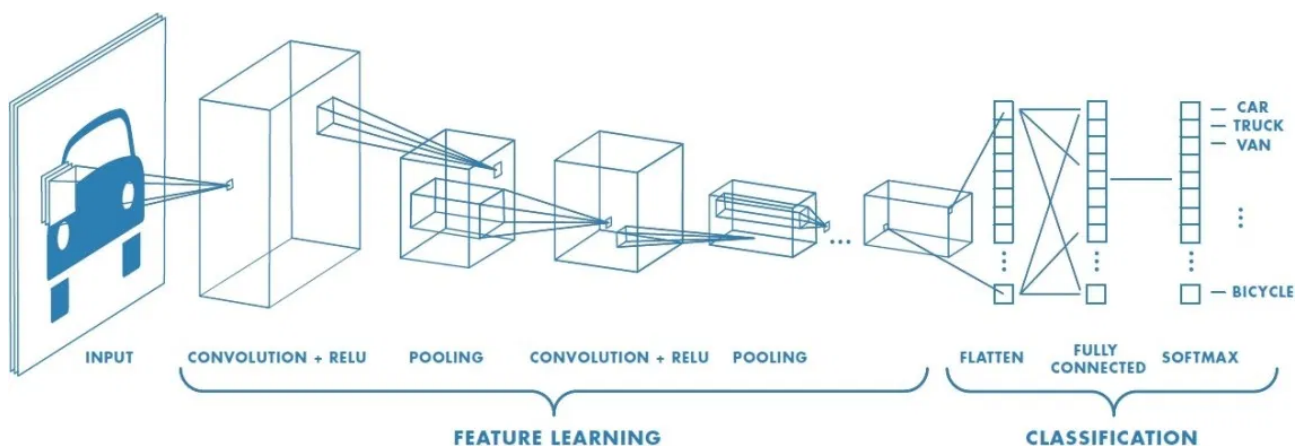 CAR
TRUCK
VAN
BICYCLE
INPUT
CONVOLUTION + RELU
POOLING
CONVOLUTION + RELU
POOLING
FLATTEN
FULLY
CONNECTED
SOFTMAX
FEATURE LEARNING
CLASSIFICATION